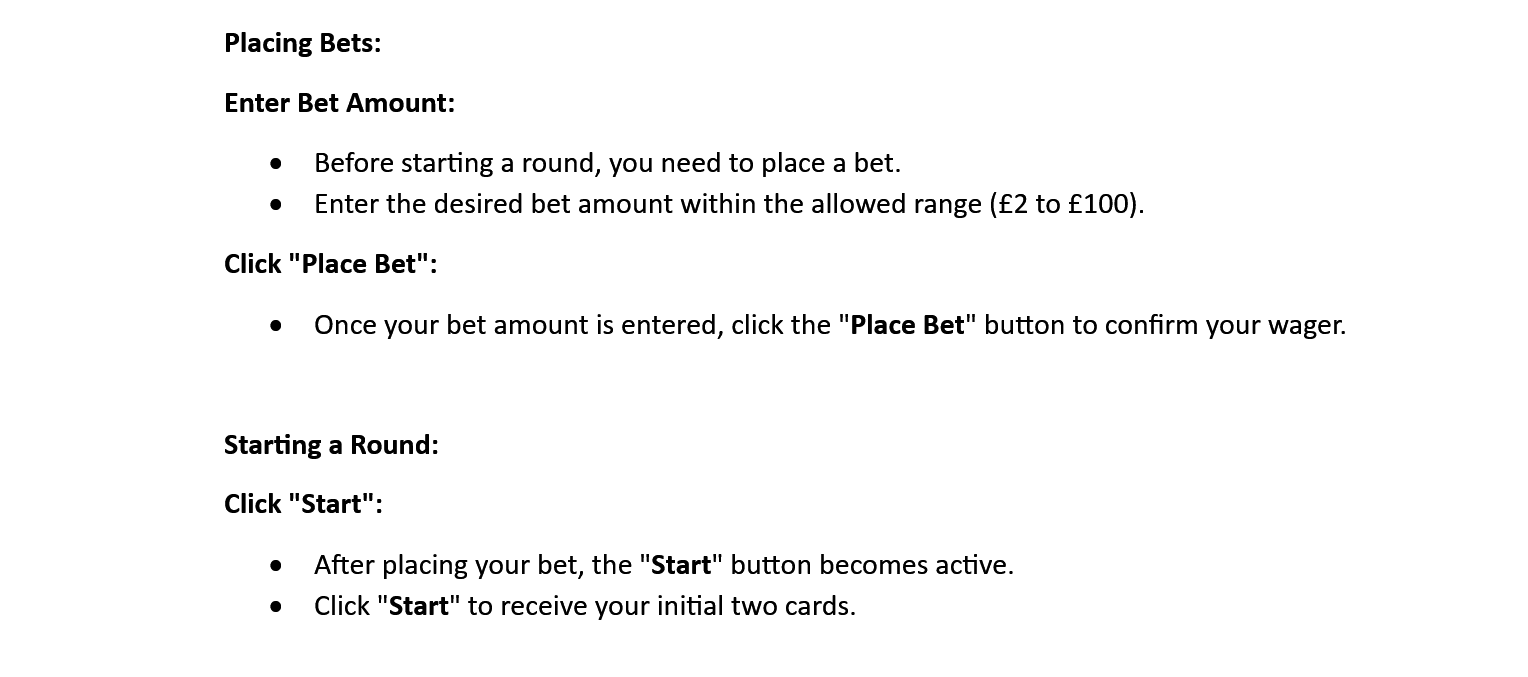 Placing Bets:
Enter Bet Amount:
• Before starting a round, you need to place a bet.
• Enter the desired bet amount within the allowed range (£2 to £100).
Click "Place Bet":
• Once your bet amount is entered, click the "Place Bet" button to confirm your wager.
Starting a Round:
Click "Start":
• After placing your bet, the "Start" button becomes active.
• Click "Start" to receive your initial two cards.